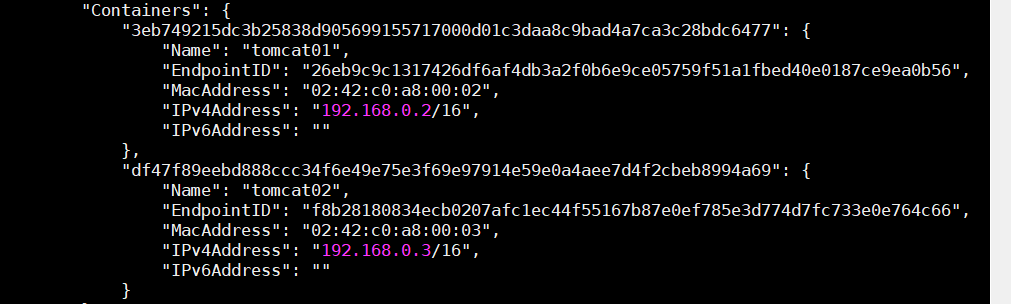 "Containers": {
"3eb749215dc3b25838d905699155717000d01c3daa8c9bad4a7ca3c28bdc6477": {
"Name": "tomcat01",
"EndpointID": "26eb9c9c1317426df6af4db3a2f0b6e9ce05759f51a1fbed40e0187ce9ea0b56",
"MacAddress": "02:42:c0:a8:00:02",
"IPv4Address": "192.168.0.2/16",
"IPv6Address": ""
},
"df47f89eebd888ccc34f6e49e75e3f69e97914e59e0a4aee7d4f2cbeb8994a69": {
"Name": "tomcat02",
"EndpointID": "f8b28180834ecb0207afc1ec44f55167b87e0ef785e3d774d7fc733e0e764c66",
"MacAddress": "02:42:c0:a8:00:03",
"IPv4Address": "192.168.0.3/16",
"IPv6Address": ""
}